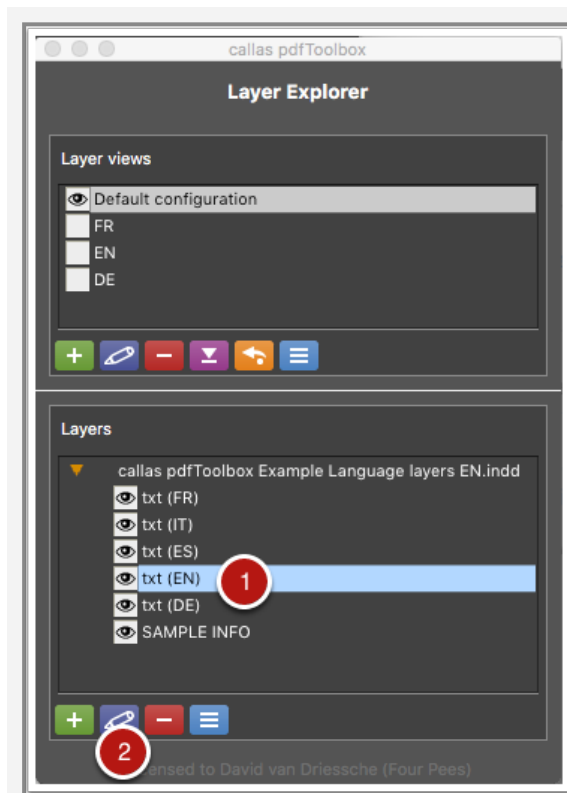 callas pdfToolbox
Layer Explorer
Layer views
Default configuration
FR
EN
DE
Layers
callas pdfToolbox Example Language layers EN.indd
txt (FR)
txt (IT)
txt (ES)
txt (EN)
1
txt (DE)
SAMPLE INFO
2
ensed to David van Driessche (Four Pees)